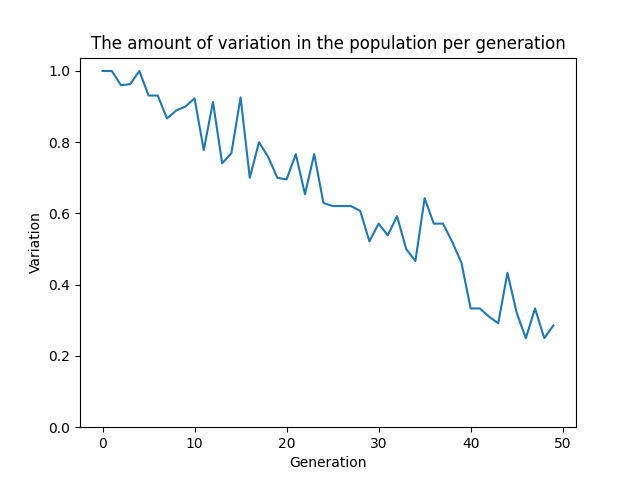 The amount of variation in the population per generation
1.0
0.8
0.6
0.4
0.2
0.0
Variation
0 10 20 30 40 50
Generation